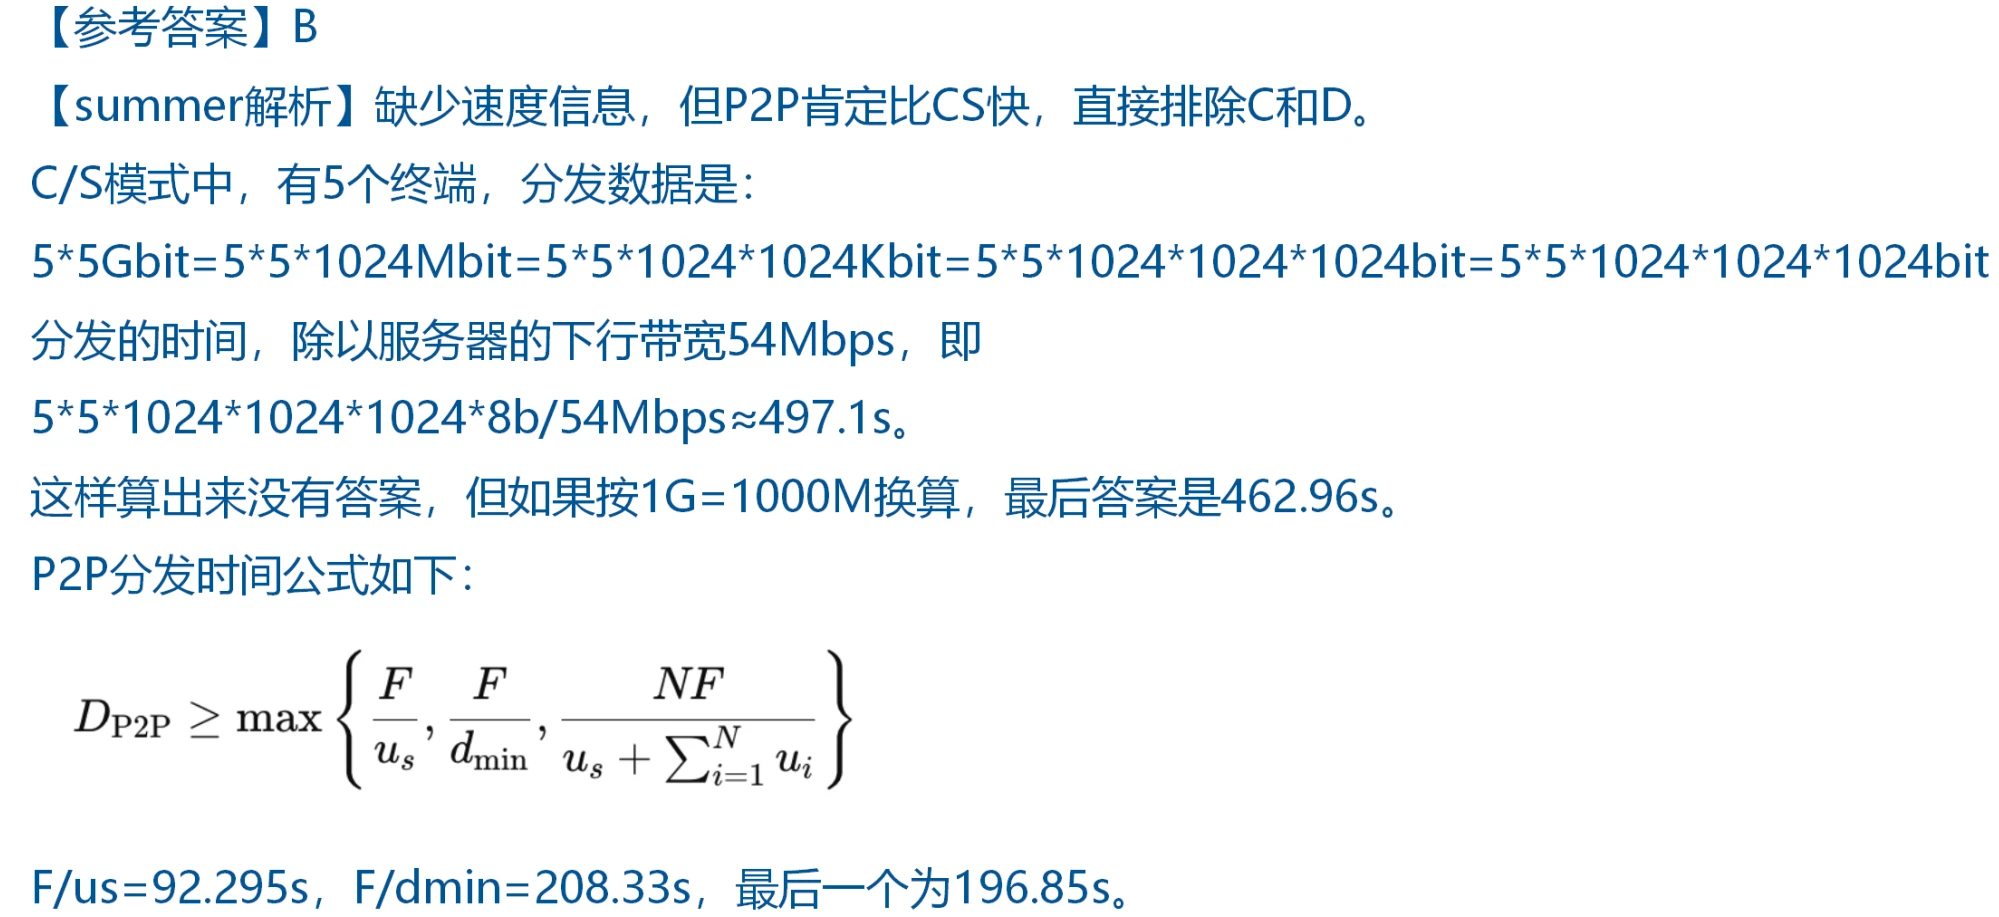 【参考答案】B
【summer解析】缺少速度信息，但P2P肯定比CS快，直接排除C和D。
C/S模式中，有5个终端，分发数据是：
5*5Gbit=5*5*1024Mbit=5*5*1024*1024Kbit=5*5*1024*1024*1024bit=5*5*1024*1024*1024bit
分发的时间，除以服务器的下行带宽54Mbps，即
5*5*1024*1024*1024*8b/54Mbps≈497.1s。
这样算出来没有答案，但如果按1G=1000M换算，最后答案是462.96s。
P2P分发时间公式如下：
D_{P2P} ≥ max { F/u_s , F/d_{min} , NF/(u_s + ∑_{i=1}^{N} u_i) }
F/us=92.295s，F/dmin=208.33s，最后一个为196.85s。